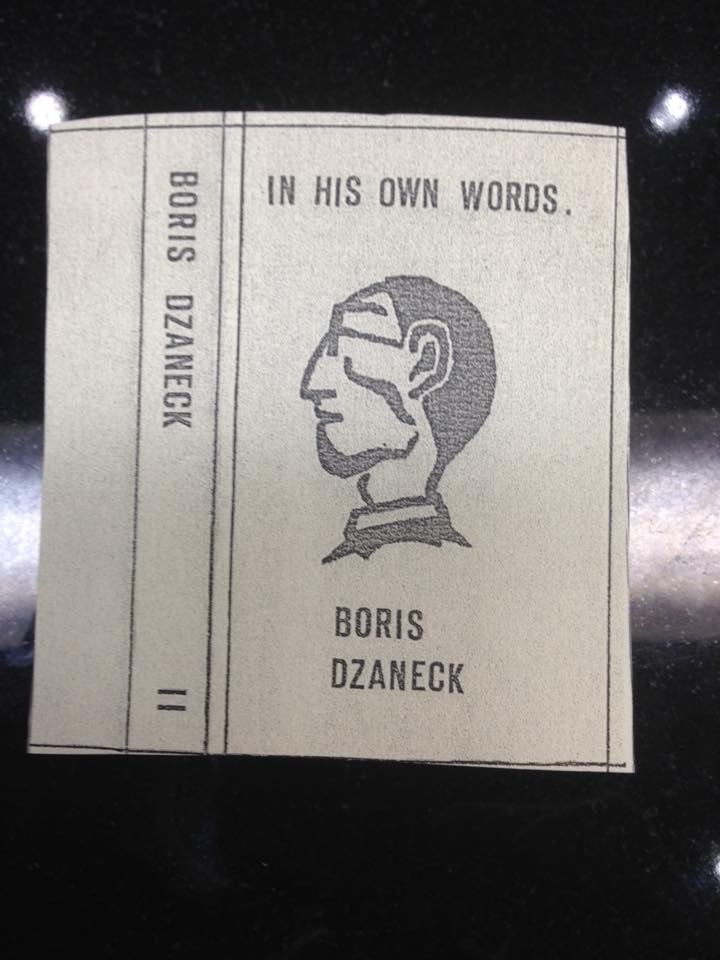 BORIS DZANECK
II
IN HIS OWN WORDS.
BORIS
DZANECK